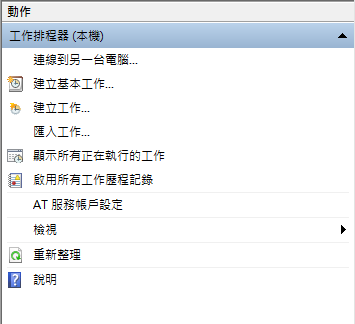 動作
工作排程器 (本機)
連線到另一台電腦...
建立基本工作...
建立工作...
匯入工作...
顯示所有正在執行的工作
啟用所有工作歷程記錄
AT 服務帳戶設定
檢視
重新整理
說明